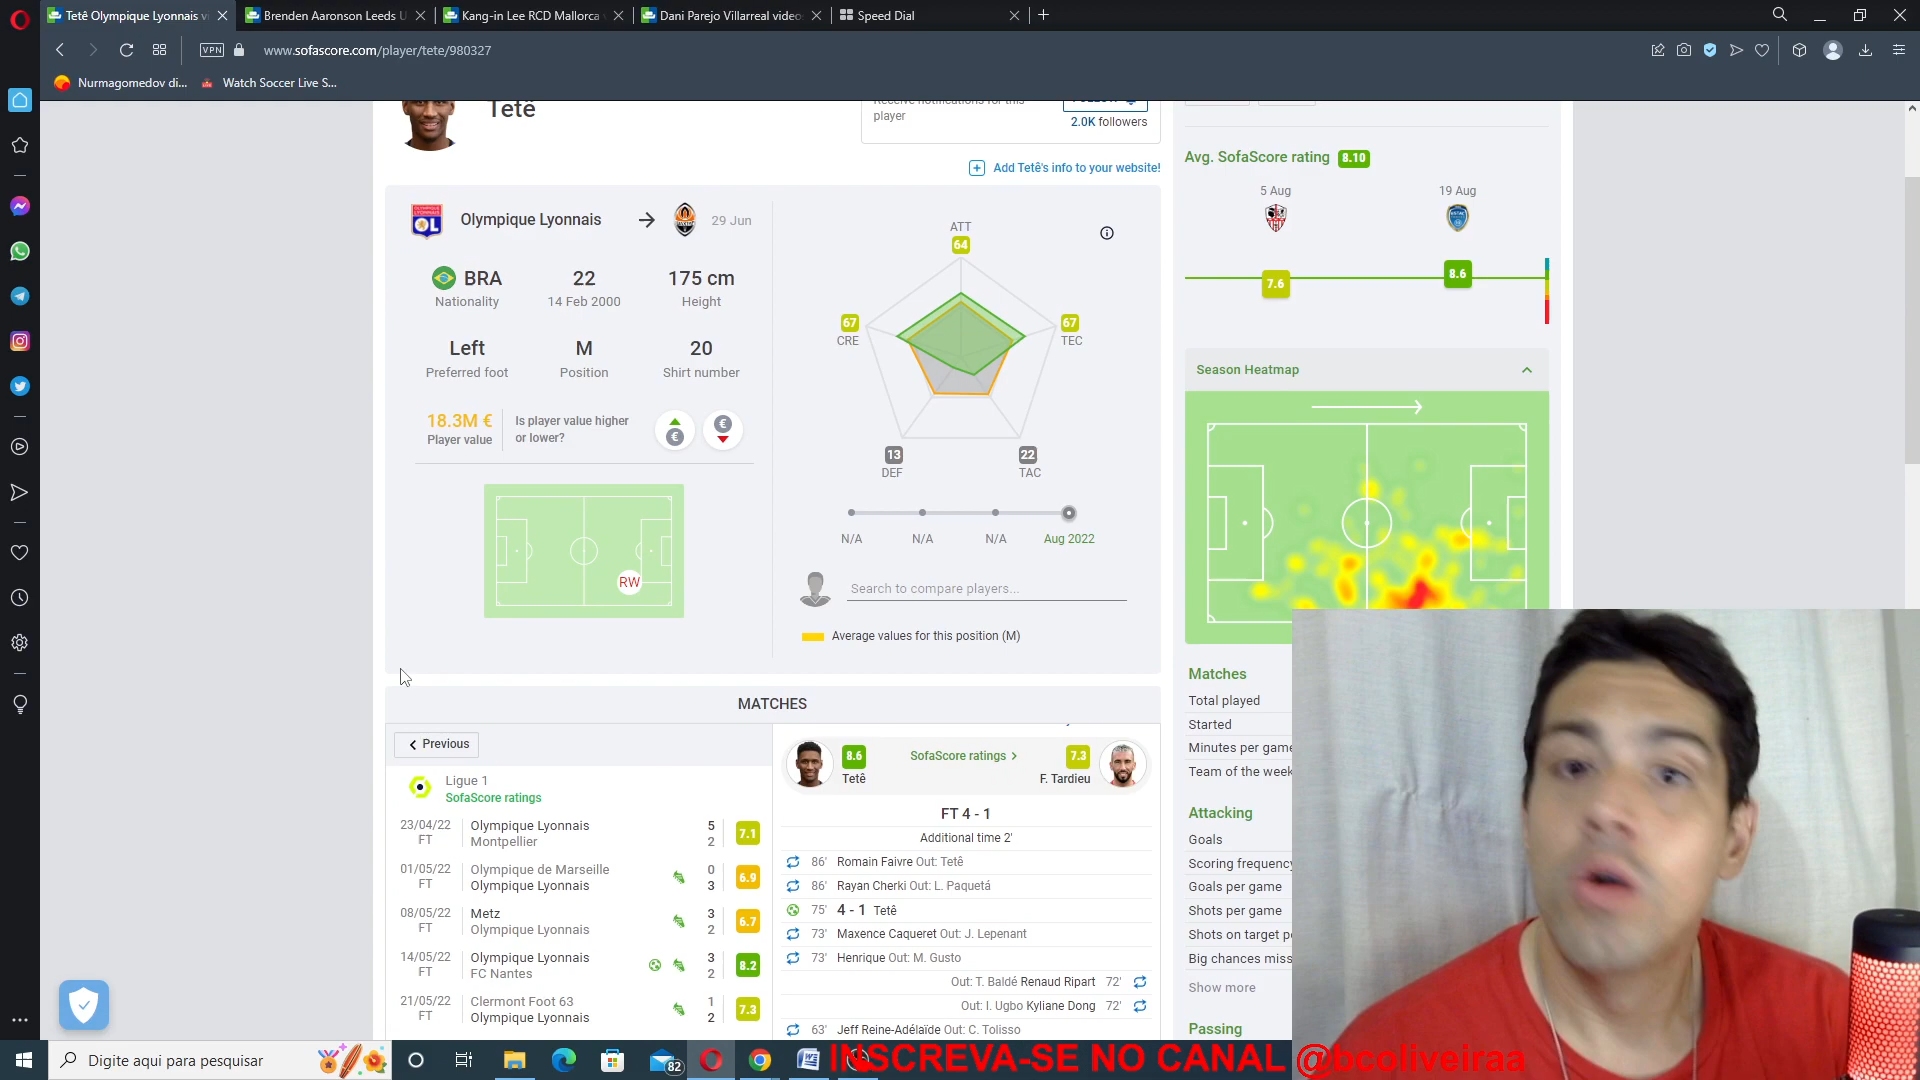 Tetê Olympique Lyonnais v
Brenden Aaronson Leeds U
Kang-in Lee RCD Mallorca
Dani Parejo Villarreal video
Speed Dial
VPN
www.sofascore.com/player/tete/980327
Nurmagomedov di...
Watch Soccer Live S...
Tetê
player
2.0K followers
Add Tetê's info to your website!
Olympique Lyonnais
29 Jun
BRA
22
175 cm
Nationality
14 Feb 2000
Height
Left
M
20
Preferred foot
Position
Shirt number
18.3M €
Player value
Is player value higher
or lower?
RW
ATT
64
67
CRE
67
TEC
13
DEF
22
TAC
N/A
N/A
N/A
Aug 2022
Search to compare players...
Average values for this position (M)
Avg. SofaScore rating 8.10
5 Aug
19 Aug
7.6
8.6
Season Heatmap
Matches
Total played
Started
Minutes per game
Team of the week
Attacking
Goals
Scoring frequency
Goals per game
Shots per game
Shots on target pe
Big chances miss
Show more
Passing
MATCHES
Previous
Ligue 1
SofaScore ratings
23/04/22 Olympique Lyonnais 5
FT Montpellier 2 7.1
01/05/22 Olympique de Marseille 0
FT Olympique Lyonnais 3 6.9
08/05/22 Metz 3
FT Olympique Lyonnais 2 6.7
14/05/22 Olympique Lyonnais 3
FT FC Nantes 2 8.2
21/05/22 Clermont Foot 63 1
FT Olympique Lyonnais 2 7.3
8.6
Tetê
SofaScore ratings
7.3
F. Tardieu
FT 4 - 1
Additional time 2'
86' Romain Faivre Out: Tetê
86' Rayan Cherki Out: L. Paquetá
75' 4 - 1 Tetê
73' Maxence Caqueret Out: J. Lepenant
73' Henrique Out: M. Gusto
Out: T. Baldé Renaud Ripart 72'
Out: I. Ugbo Kyliane Dong 72'
63' Jeff Reine-Adélaïde Out: C. Tolisso
Digite aqui para pesquisar
82
INSCREVA-SE NO CANAL @bcoliveiraa